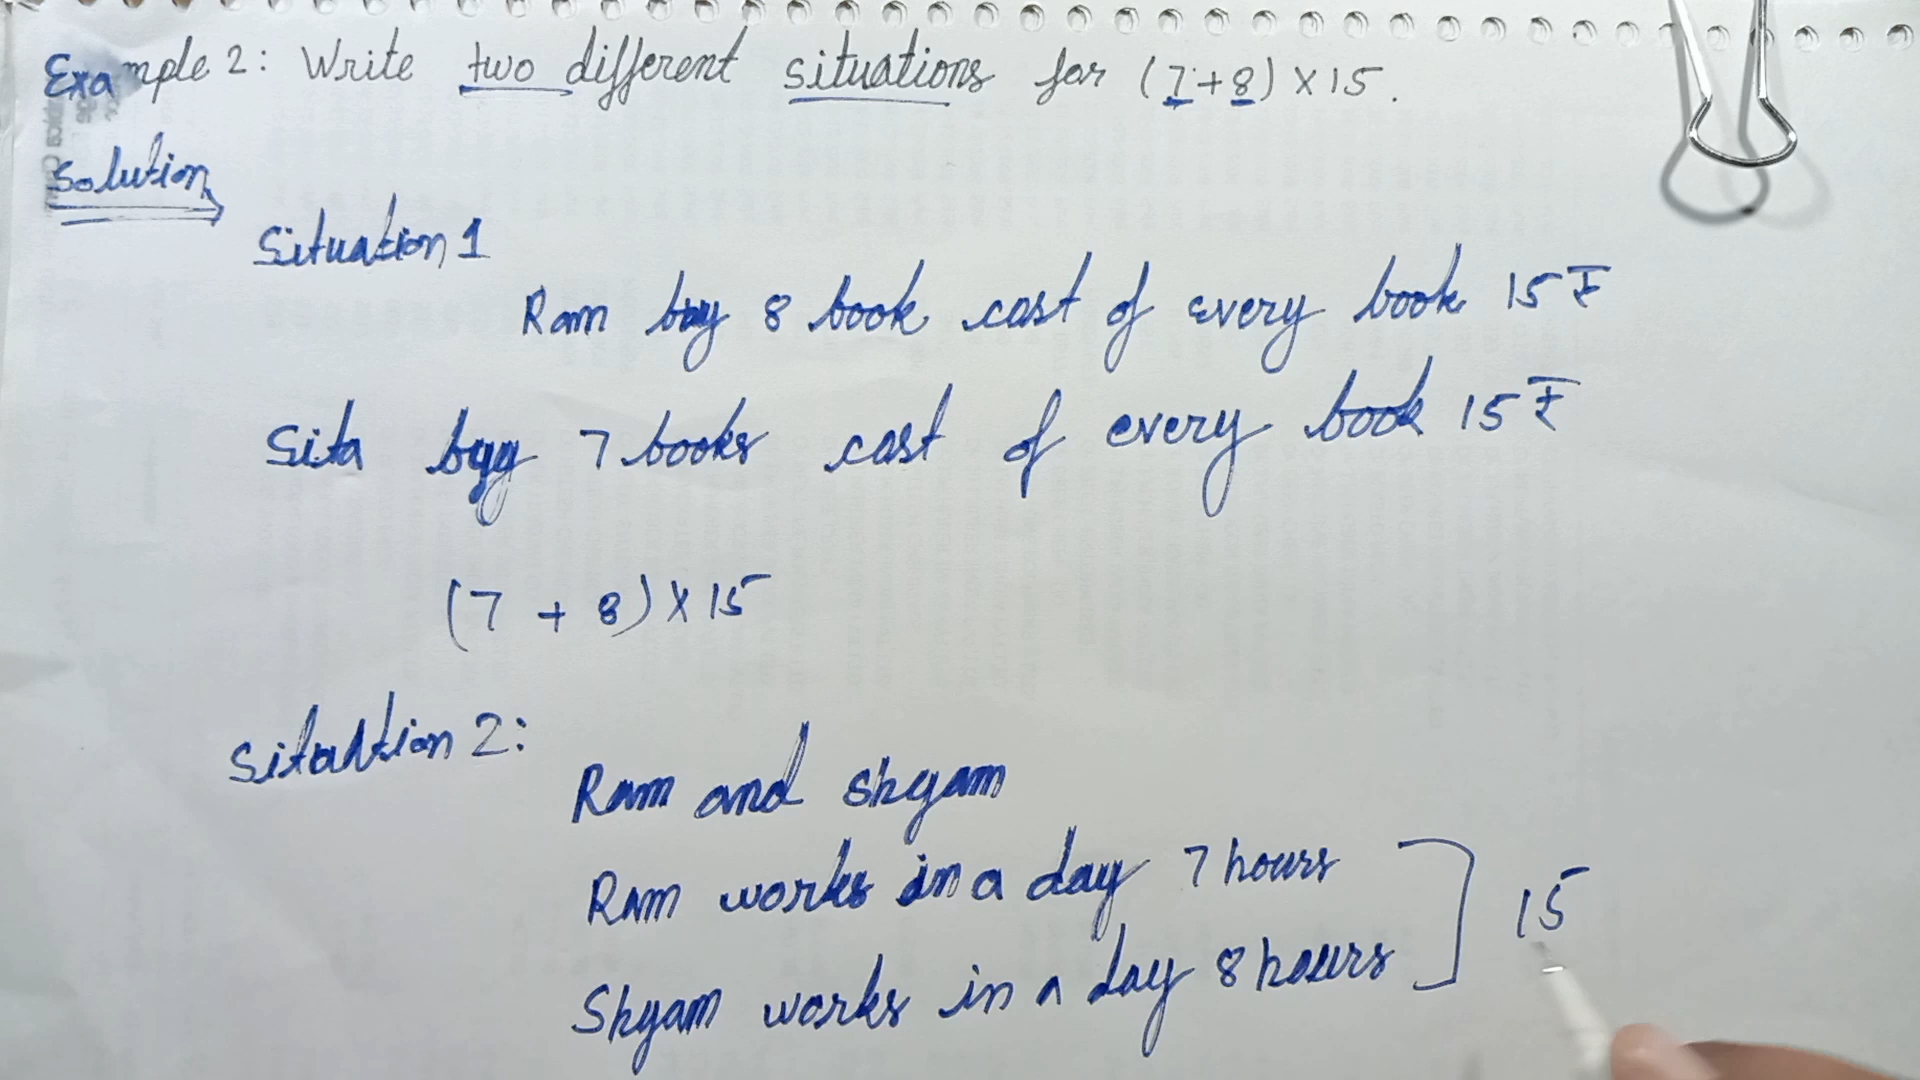 Example 2: Write two different situations for (7+8) × 15.
Solution
Situation 1
Ram buy 8 book cost of every book 15 ₹
Sita buy 7 books cost of every book 15 ₹
(7 + 8) × 15
Situation 2:
Ram and Shyam
Ram works in a day 7 hours
15
Shyam works in a day 8 hours